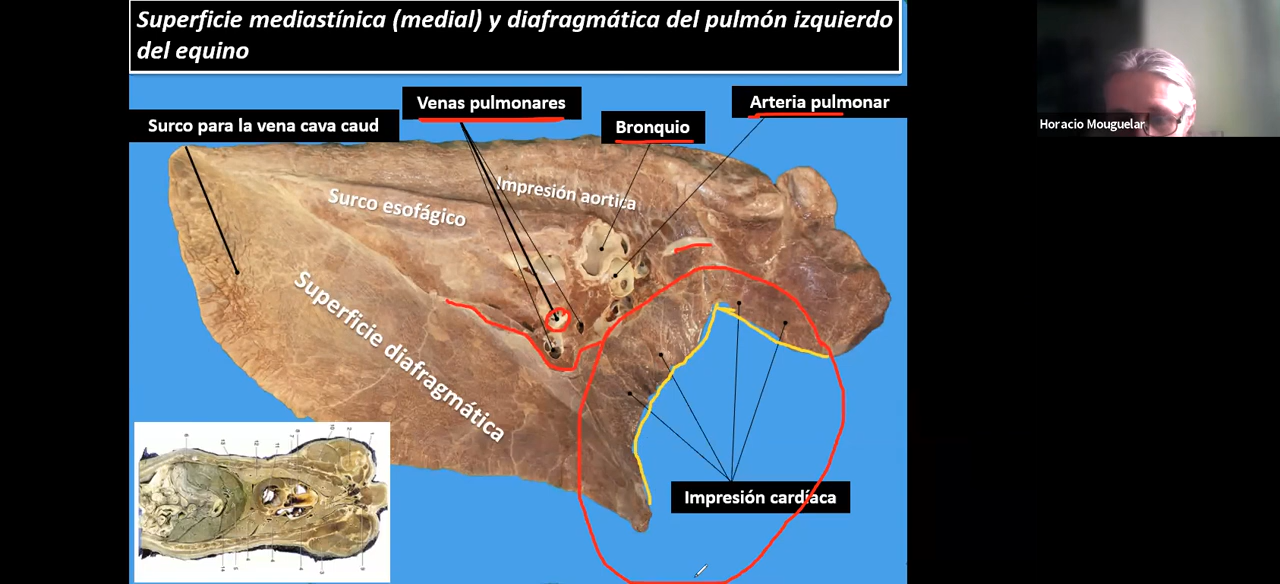 Superficie mediastínica (medial) y diafragmática del pulmón izquierdo
del equino
Venas pulmonares
Arteria pulmonar
Surco para la vena cava caud
Bronquio
Horacio Mouguelar
Impresión aortica
Surco esofágico
Superficie diafragmática
Impresión cardíaca